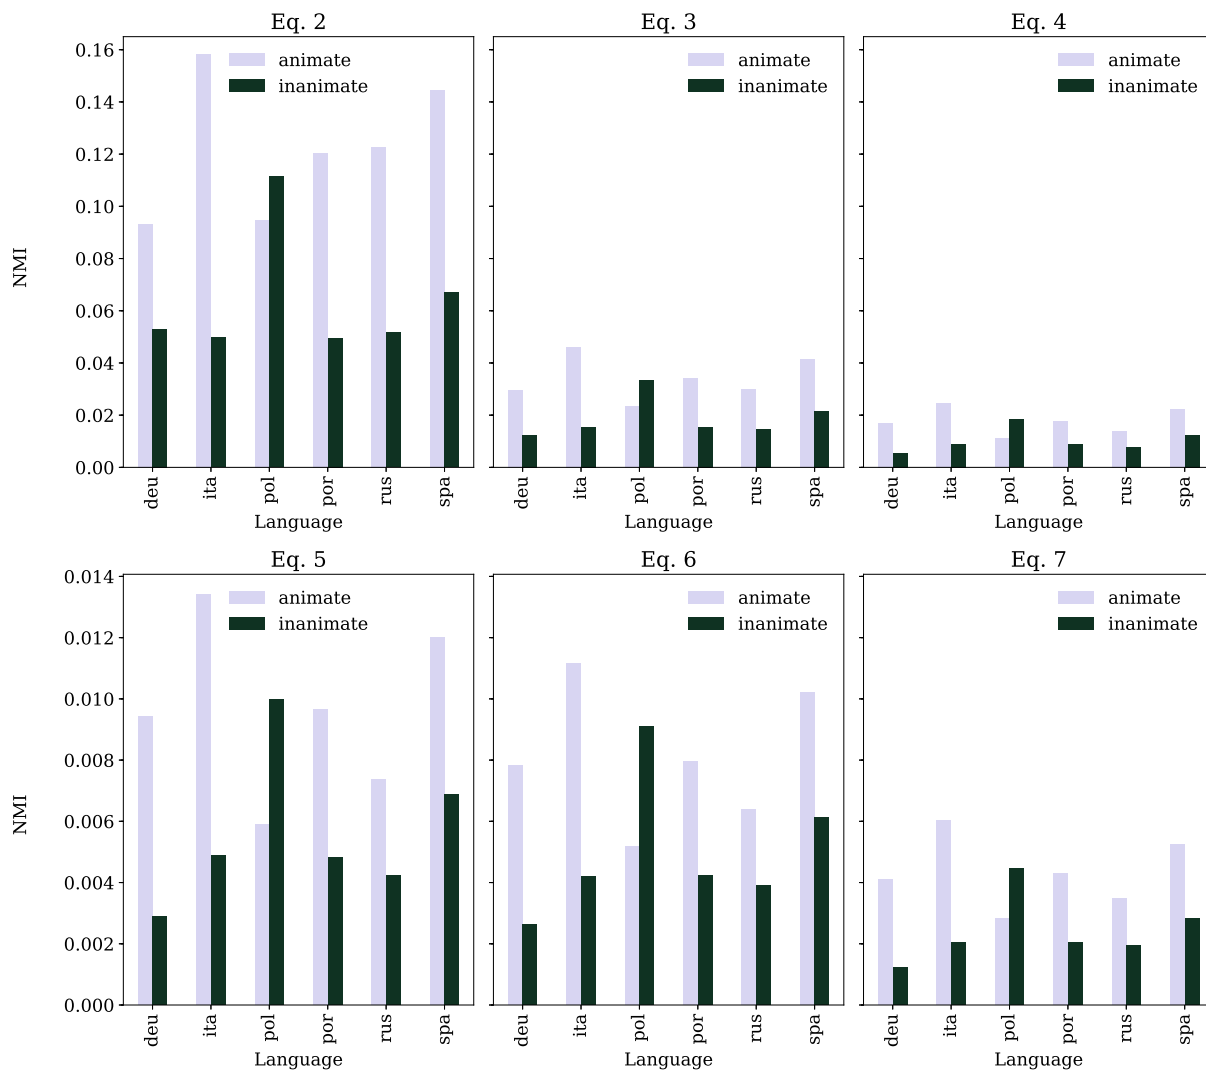 Eq. 2
Eq. 3
Eq. 4
NMI
0.16
0.14
0.12
0.10
0.08
0.06
0.04
0.02
0.00
animate
inanimate
animate
inanimate
animate
inanimate
deu ita pol por rus spa
deu ita pol por rus spa
deu ita pol por rus spa
Language
Language
Language
Eq. 5
Eq. 6
Eq. 7
NMI
0.014
0.012
0.010
0.008
0.006
0.004
0.002
0.000
animate
inanimate
animate
inanimate
animate
inanimate
deu ita pol por rus spa
deu ita pol por rus spa
deu ita pol por rus spa
Language
Language
Language